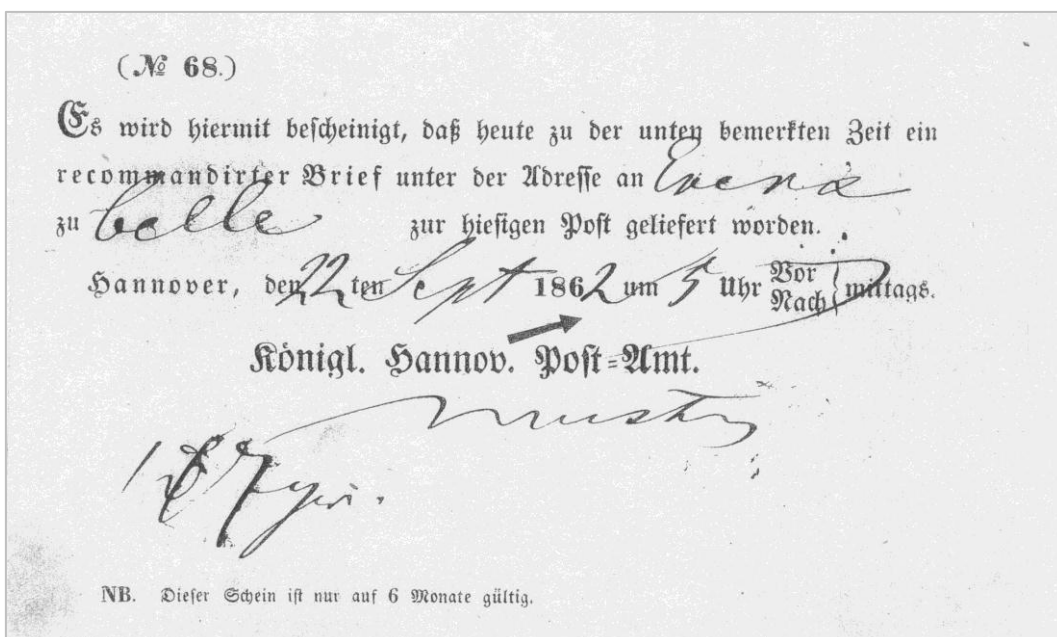 (№ 68.)
Es wird hiermit bescheinigt, daß heute zu der unten bemerkten Zeit ein
recommandirter Brief unter der Adresse an
zu Celle zur hiesigen Post geliefert worden.
Hannover, den 22 ten Sept 1862 um 5 Uhr Vor Nach mittags.
Königl. Hannov. Post-Amt.
NB. Dieser Schein ist nur auf 6 Monate gültig.